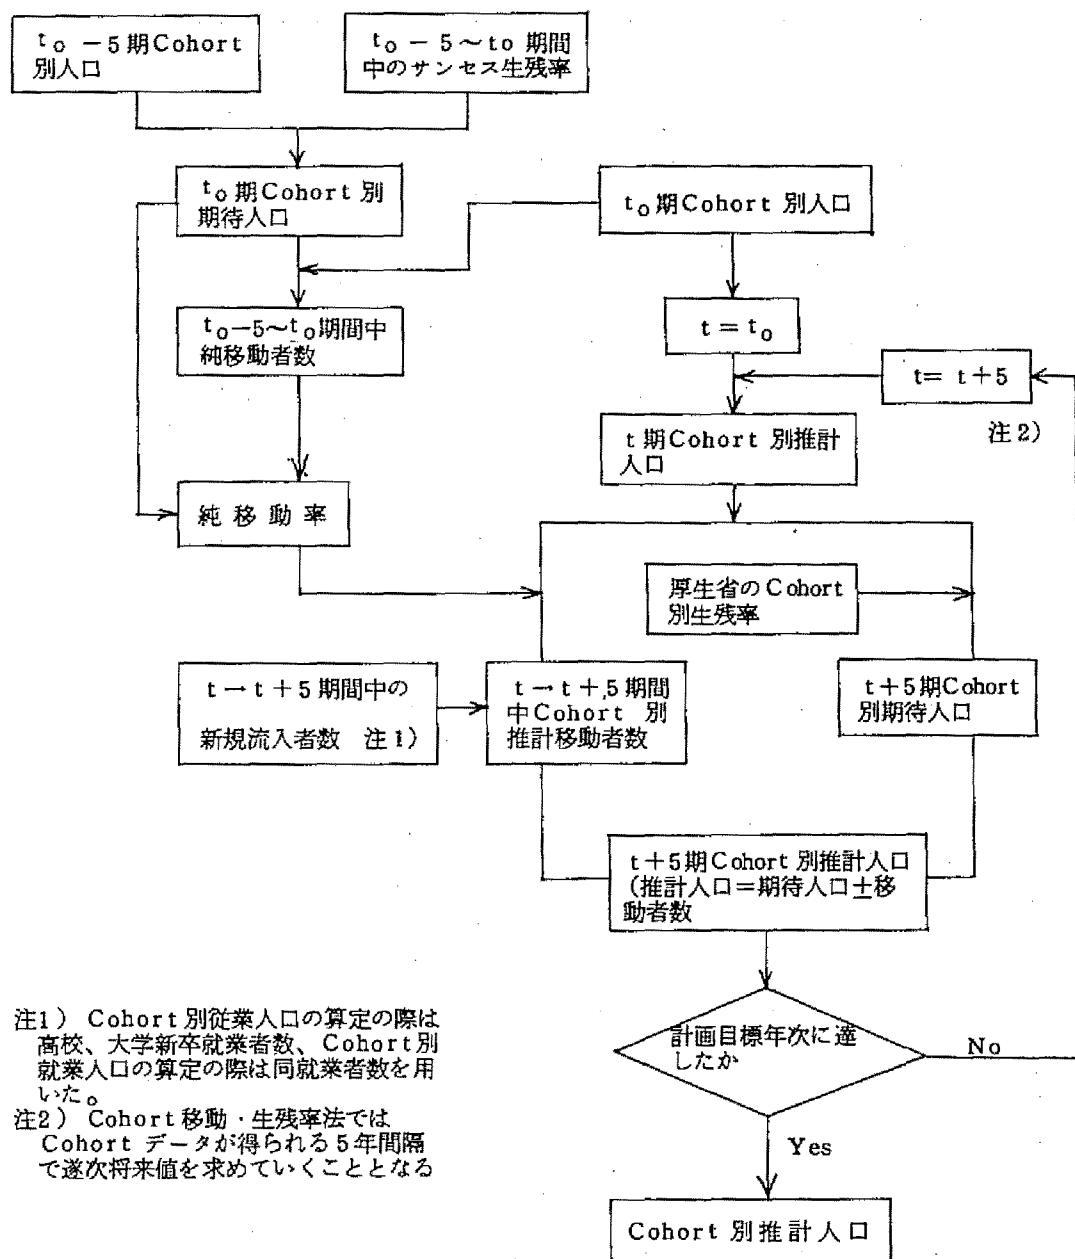 t₀ −5期Cohort
別人口
t₀ − 5〜to 期間
中のサンセス生残率
t₀期Cohort 別
期待人口
t₀期Cohort 別人口
t₀−5〜t₀期間中
純移動者数
t = t₀
t= t+5
注2）
t 期Cohort 別推計
人口
純 移 動 率
厚生省のCohort
別生残率
t → t + 5 期間中の
新規流入者数 注1）
t → t + 5 期間
中Cohort 別
推計移動者数
t+5期Cohort
別期待人口
t+5期Cohort 別推計人口
（推計人口＝期待人口±移
動者数
計画目標年次に達
したか
No
Yes
Cohort 別推計人口
注1） Cohort 別従業人口の算定の際は
高校、大学新卒就業者数、Cohort別
就業人口の算定の際は同就業者数を用
いた。
注2） Cohort 移動・生残率法では
Cohort データが得られる5年間隔
で逐次将来値を求めていくこととなる